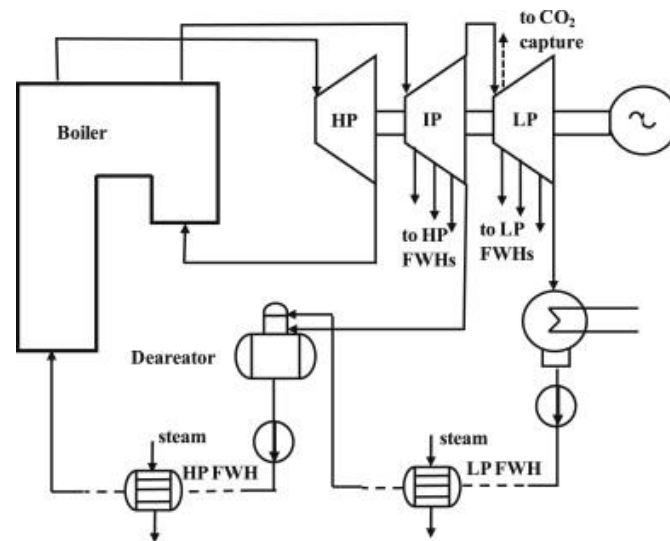 to CO₂
capture
Boiler
HP
IP
LP
to HP
FWHs
to LP
FWHs
Deareator
steam
HP FWH
steam
LP FWH